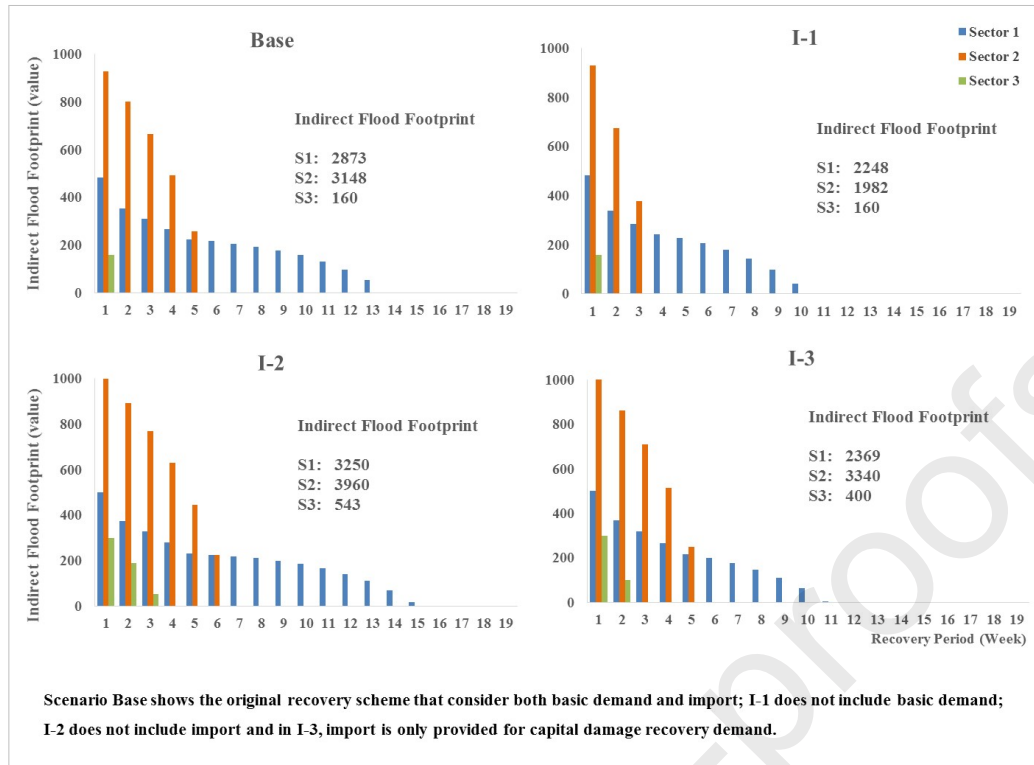 Base
Indirect Flood Footprint (value)
1000
800
600
400
200
0
Indirect Flood Footprint
S1: 2873
S2: 3148
S3: 160
1 2 3 4 5 6 7 8 9 10 11 12 13 14 15 16 17 18 19
I-1
Sector 1
Sector 2
Sector 3
1000
800
600
400
200
0
Indirect Flood Footprint
S1: 2248
S2: 1982
S3: 160
1 2 3 4 5 6 7 8 9 10 11 12 13 14 15 16 17 18 19
I-2
Indirect Flood Footprint (value)
1000
800
600
400
200
0
Indirect Flood Footprint
S1: 3250
S2: 3960
S3: 543
1 2 3 4 5 6 7 8 9 10 11 12 13 14 15 16 17 18 19
I-3
1000
800
600
400
200
0
Indirect Flood Footprint
S1: 2369
S2: 3340
S3: 400
1 2 3 4 5 6 7 8 9 10 11 12 13 14 15 16 17 18 19
Recovery Period (Week)
Scenario Base shows the original recovery scheme that consider both basic demand and import; I-1 does not include basic demand;
I-2 does not include import and in I-3, import is only provided for capital damage recovery demand.
proofs